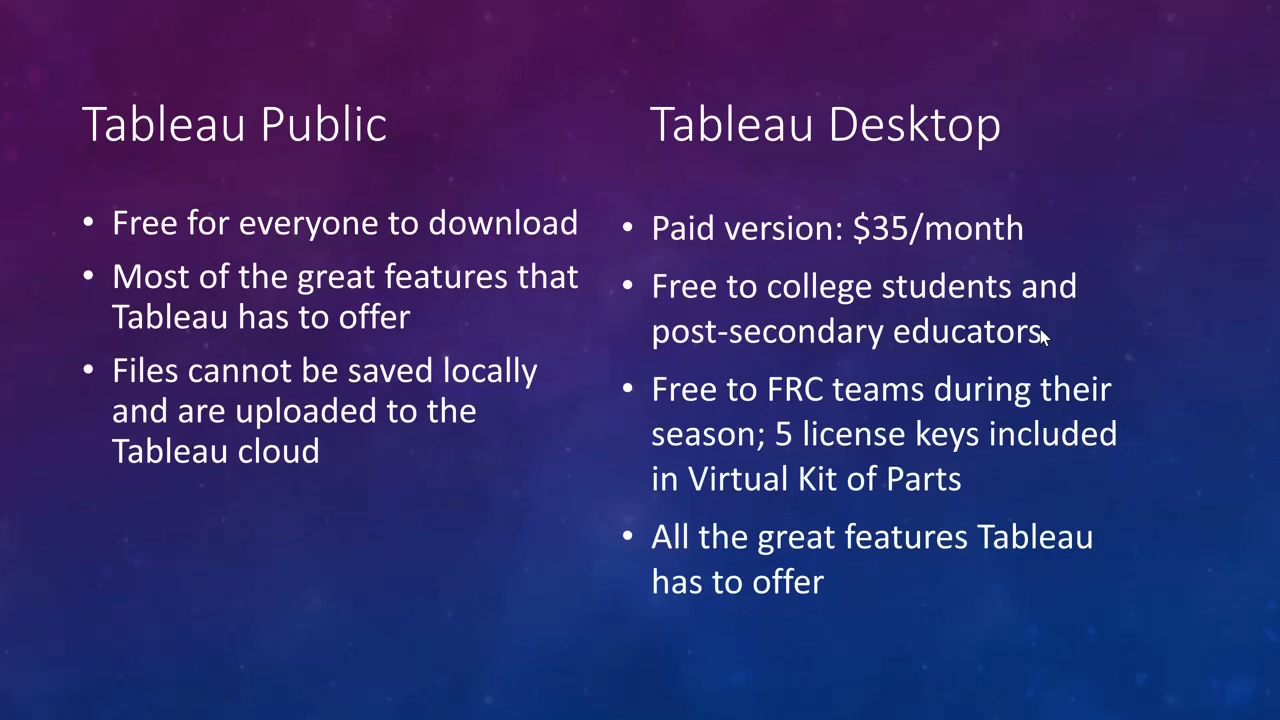 Tableau Public
• Free for everyone to download
• Most of the great features that
Tableau has to offer
• Files cannot be saved locally
and are uploaded to the
Tableau cloud
Tableau Desktop
• Paid version: $35/month
• Free to college students and
post-secondary educators
• Free to FRC teams during their
season; 5 license keys included
in Virtual Kit of Parts
• All the great features Tableau
has to offer